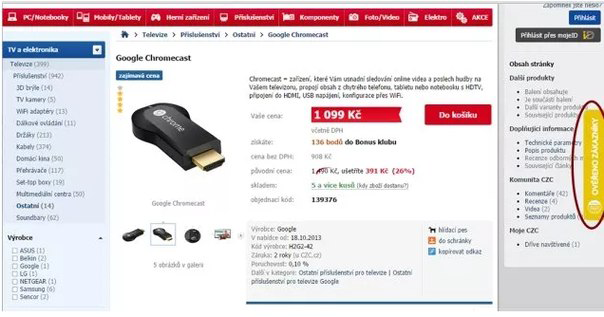 Zapomněli jste heslo?
PC/Notebooky
Mobily/Tablety
Herní zařízení
Příslušenství
Komponenty
Foto/Video
Elektro
AKCE
Přihlásit
Přihlásit přes mojeID
TV a elektronika
Televize (399)
Příslušenství (942)
3D brýle (14)
TV kamery (5)
WiFi adaptéry (13)
Dálkové ovládání (11)
Držáky (213)
Kabely (374)
Domácí kina (50)
Přehrávače (117)
Set-top boxy (19)
Multimediální centra (50)
Ostatní (14)
Soundbary (62)
Výrobce
ASUS (1)
Belkin (2)
Google (1)
LG (1)
NETGEAR (1)
Samsung (6)
Sencor (2)
Televize > Příslušenství > Ostatní > Google Chromecast
Google Chromecast
zajímavá cena
chrome
Google Chromecast
5 obrázků v galerii
Chromecast = zařízení, které Vám usnadní sledování online videa a poslech hudby na
Vašem televizoru, propojí obsah z chytrého telefonu, tabletu nebo notebooku s HDTV,
připojení do HDMI, USB napájení, konfigurace přes WiFi.
Vaše cena:
1 099 Kč
včetně DPH
Do košíku
získáte:
136 bodů do Bonus klubu
cena bez DPH:
908 Kč
původní cena:
1 490 Kč, ušetříte 391 Kč (26%)
skladem:
5 a více kusů (kdy zboží dostanu?)
objednací kód:
139376
Výrobce: Google
V nabídce od: 18.10.2013
Kód výrobce: H2G2-42
Záruka: 2 roky (u CZC.cz)
Poruchovost: 0,10 %
Další v kategorii: Ostatní příslušenství pro televize | Ostatní
příslušenství pro televize Google
hlídací pes
do schránky
kopírovat odkaz
Obsah stránky
Další produkty
Balení obsahuje
Je součástí balení
Další varianty
Související
Doplňující informace
Technické parametry
Popis produktu
Recenze odborných
Související články
Komunita CZC
Komentáře (42)
Recenze (4)
Videa (2)
Seznamy produktů
Moje CZC
Dříve navštívené (1)
OVĚŘENO ZÁKAZNÍKY